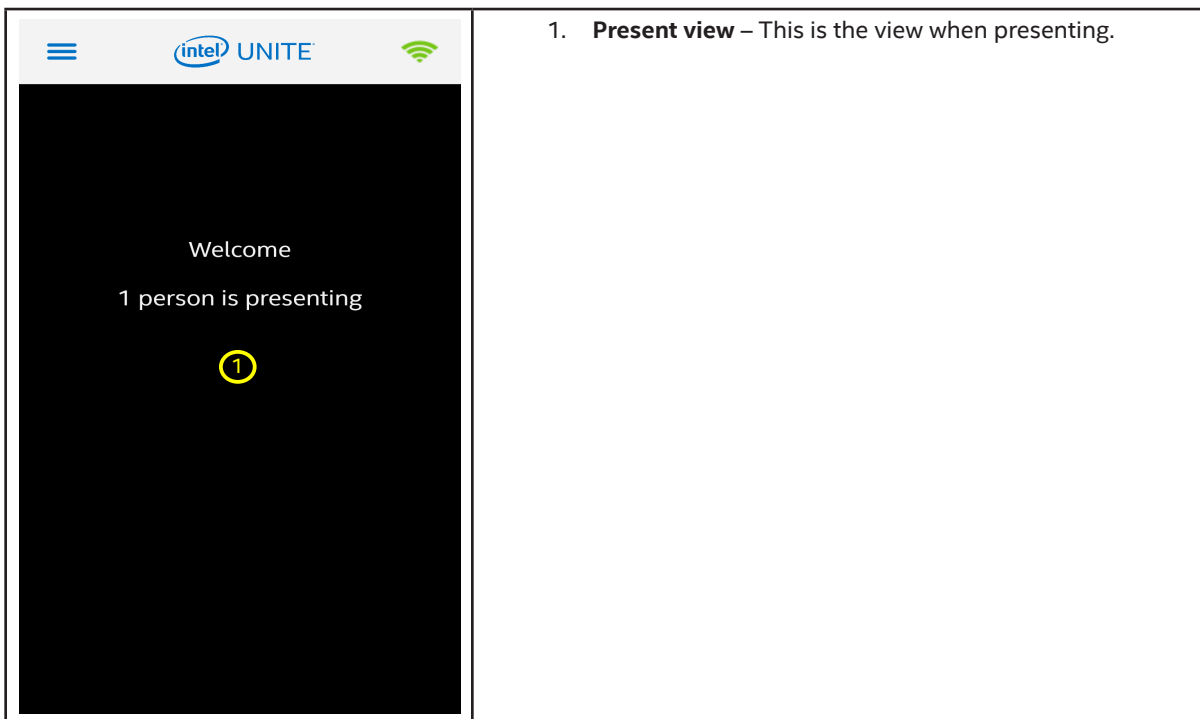 intel UNITE
Welcome
1 person is presenting
1
1. Present view – This is the view when presenting.